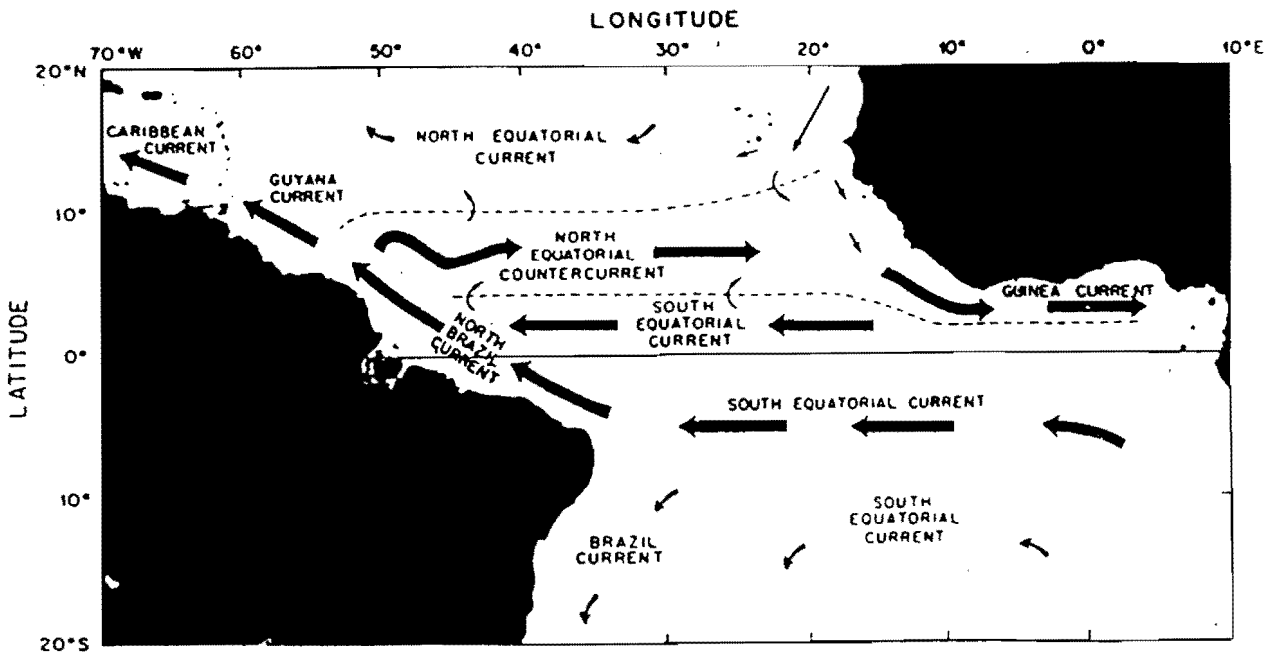 LONGITUDE
70°W 60° 50° 40° 30° 20° 10° 0° 10°E
20°N
CARIBBEAN
CURRENT
NORTH EQUATORIAL
CURRENT
GUYANA
CURRENT
10°
NORTH
EQUATORIAL
COUNTERCURRENT
GUINEA CURRENT
SOUTH
EQUATORIAL
CURRENT
NORTH
BRAZIL
CURRENT
LATITUDE
0°
SOUTH EQUATORIAL CURRENT
10°
SOUTH
EQUATORIAL
CURRENT
BRAZIL
CURRENT
20°S